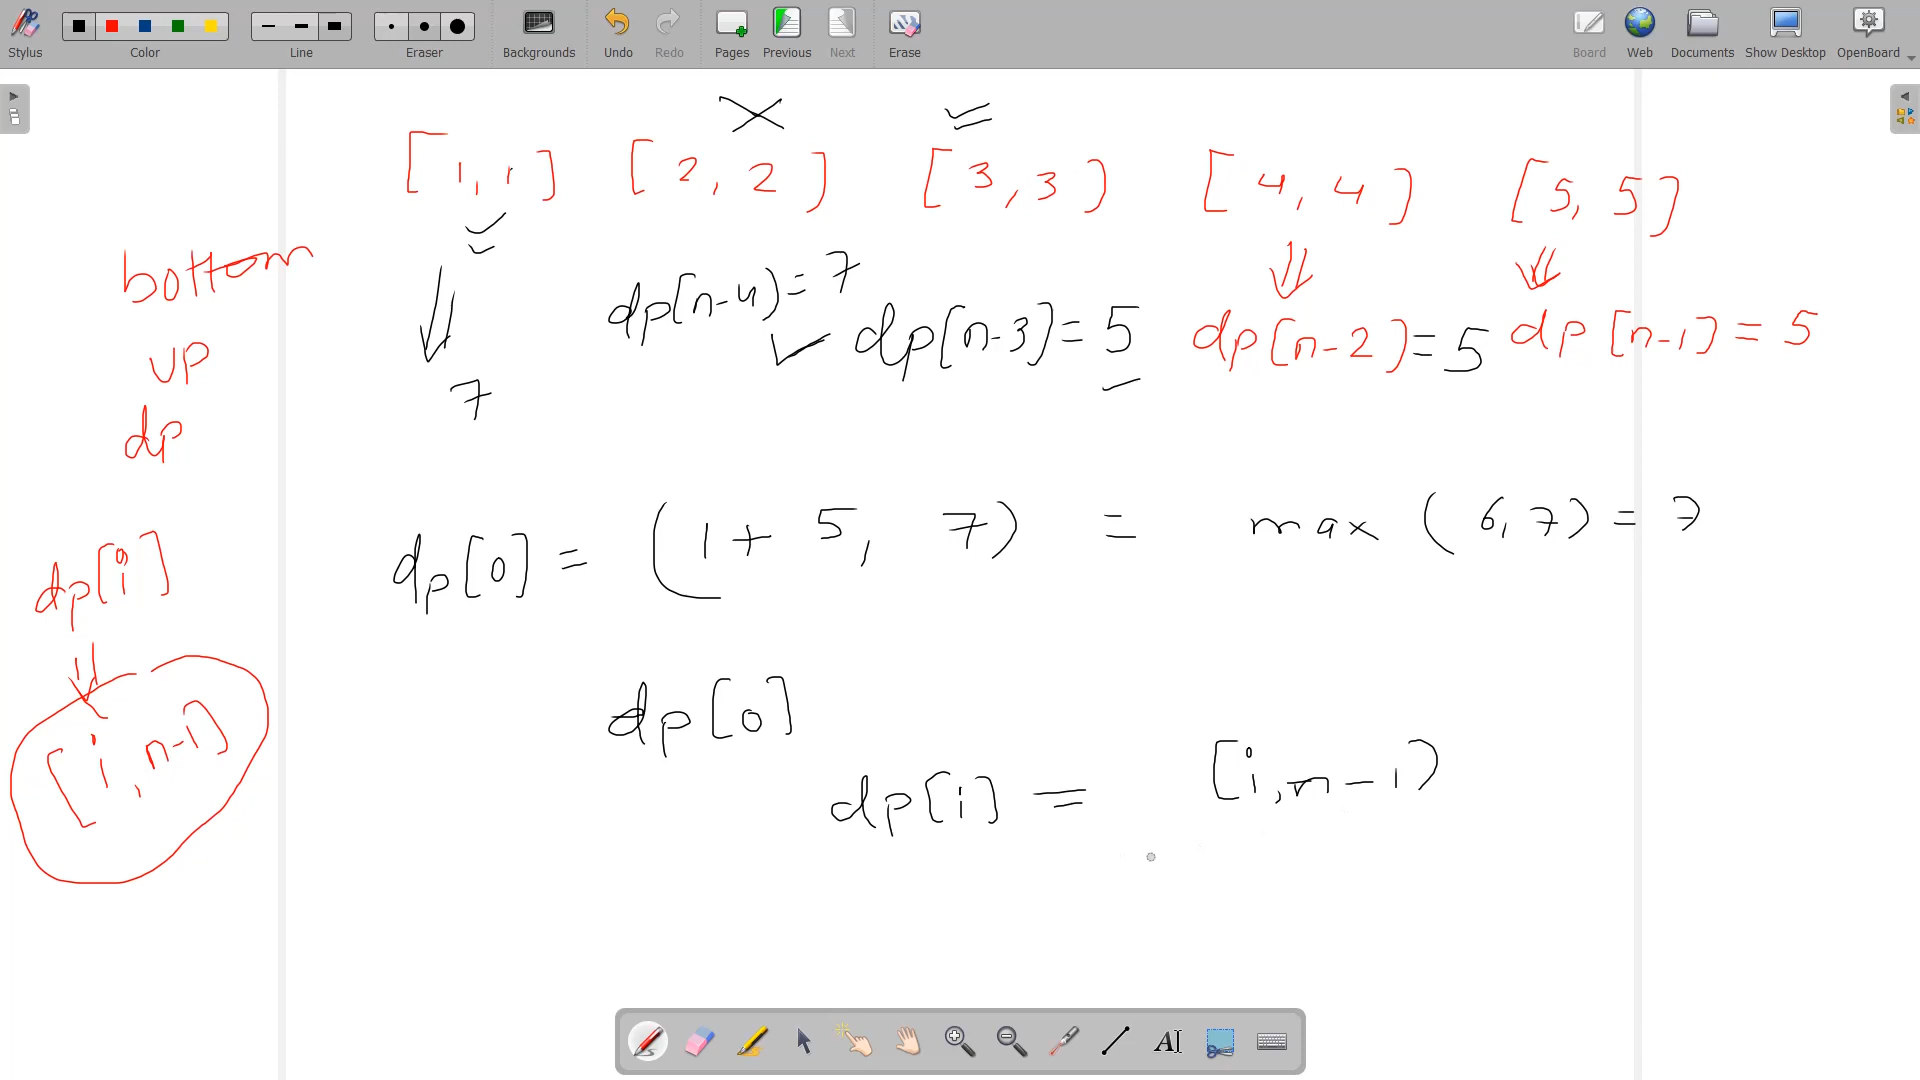 Stylus Color Line Eraser Backgrounds Undo Redo Pages Previous Next Erase Board Web Documents Show Desktop OpenBoard
[1,1] [2, 2] [3,3] [4, 4] [5, 5]
bottom
up
dp
7
dp[n-4]=7
dp[n-3]=5
dp[n-2]=5
dp[n-1]=5
dp[0] = (1+5, 7) = max (6,7) = 7
dp[i]
[i, n-1]
dp[0]
dp[i] = [i, n-1)